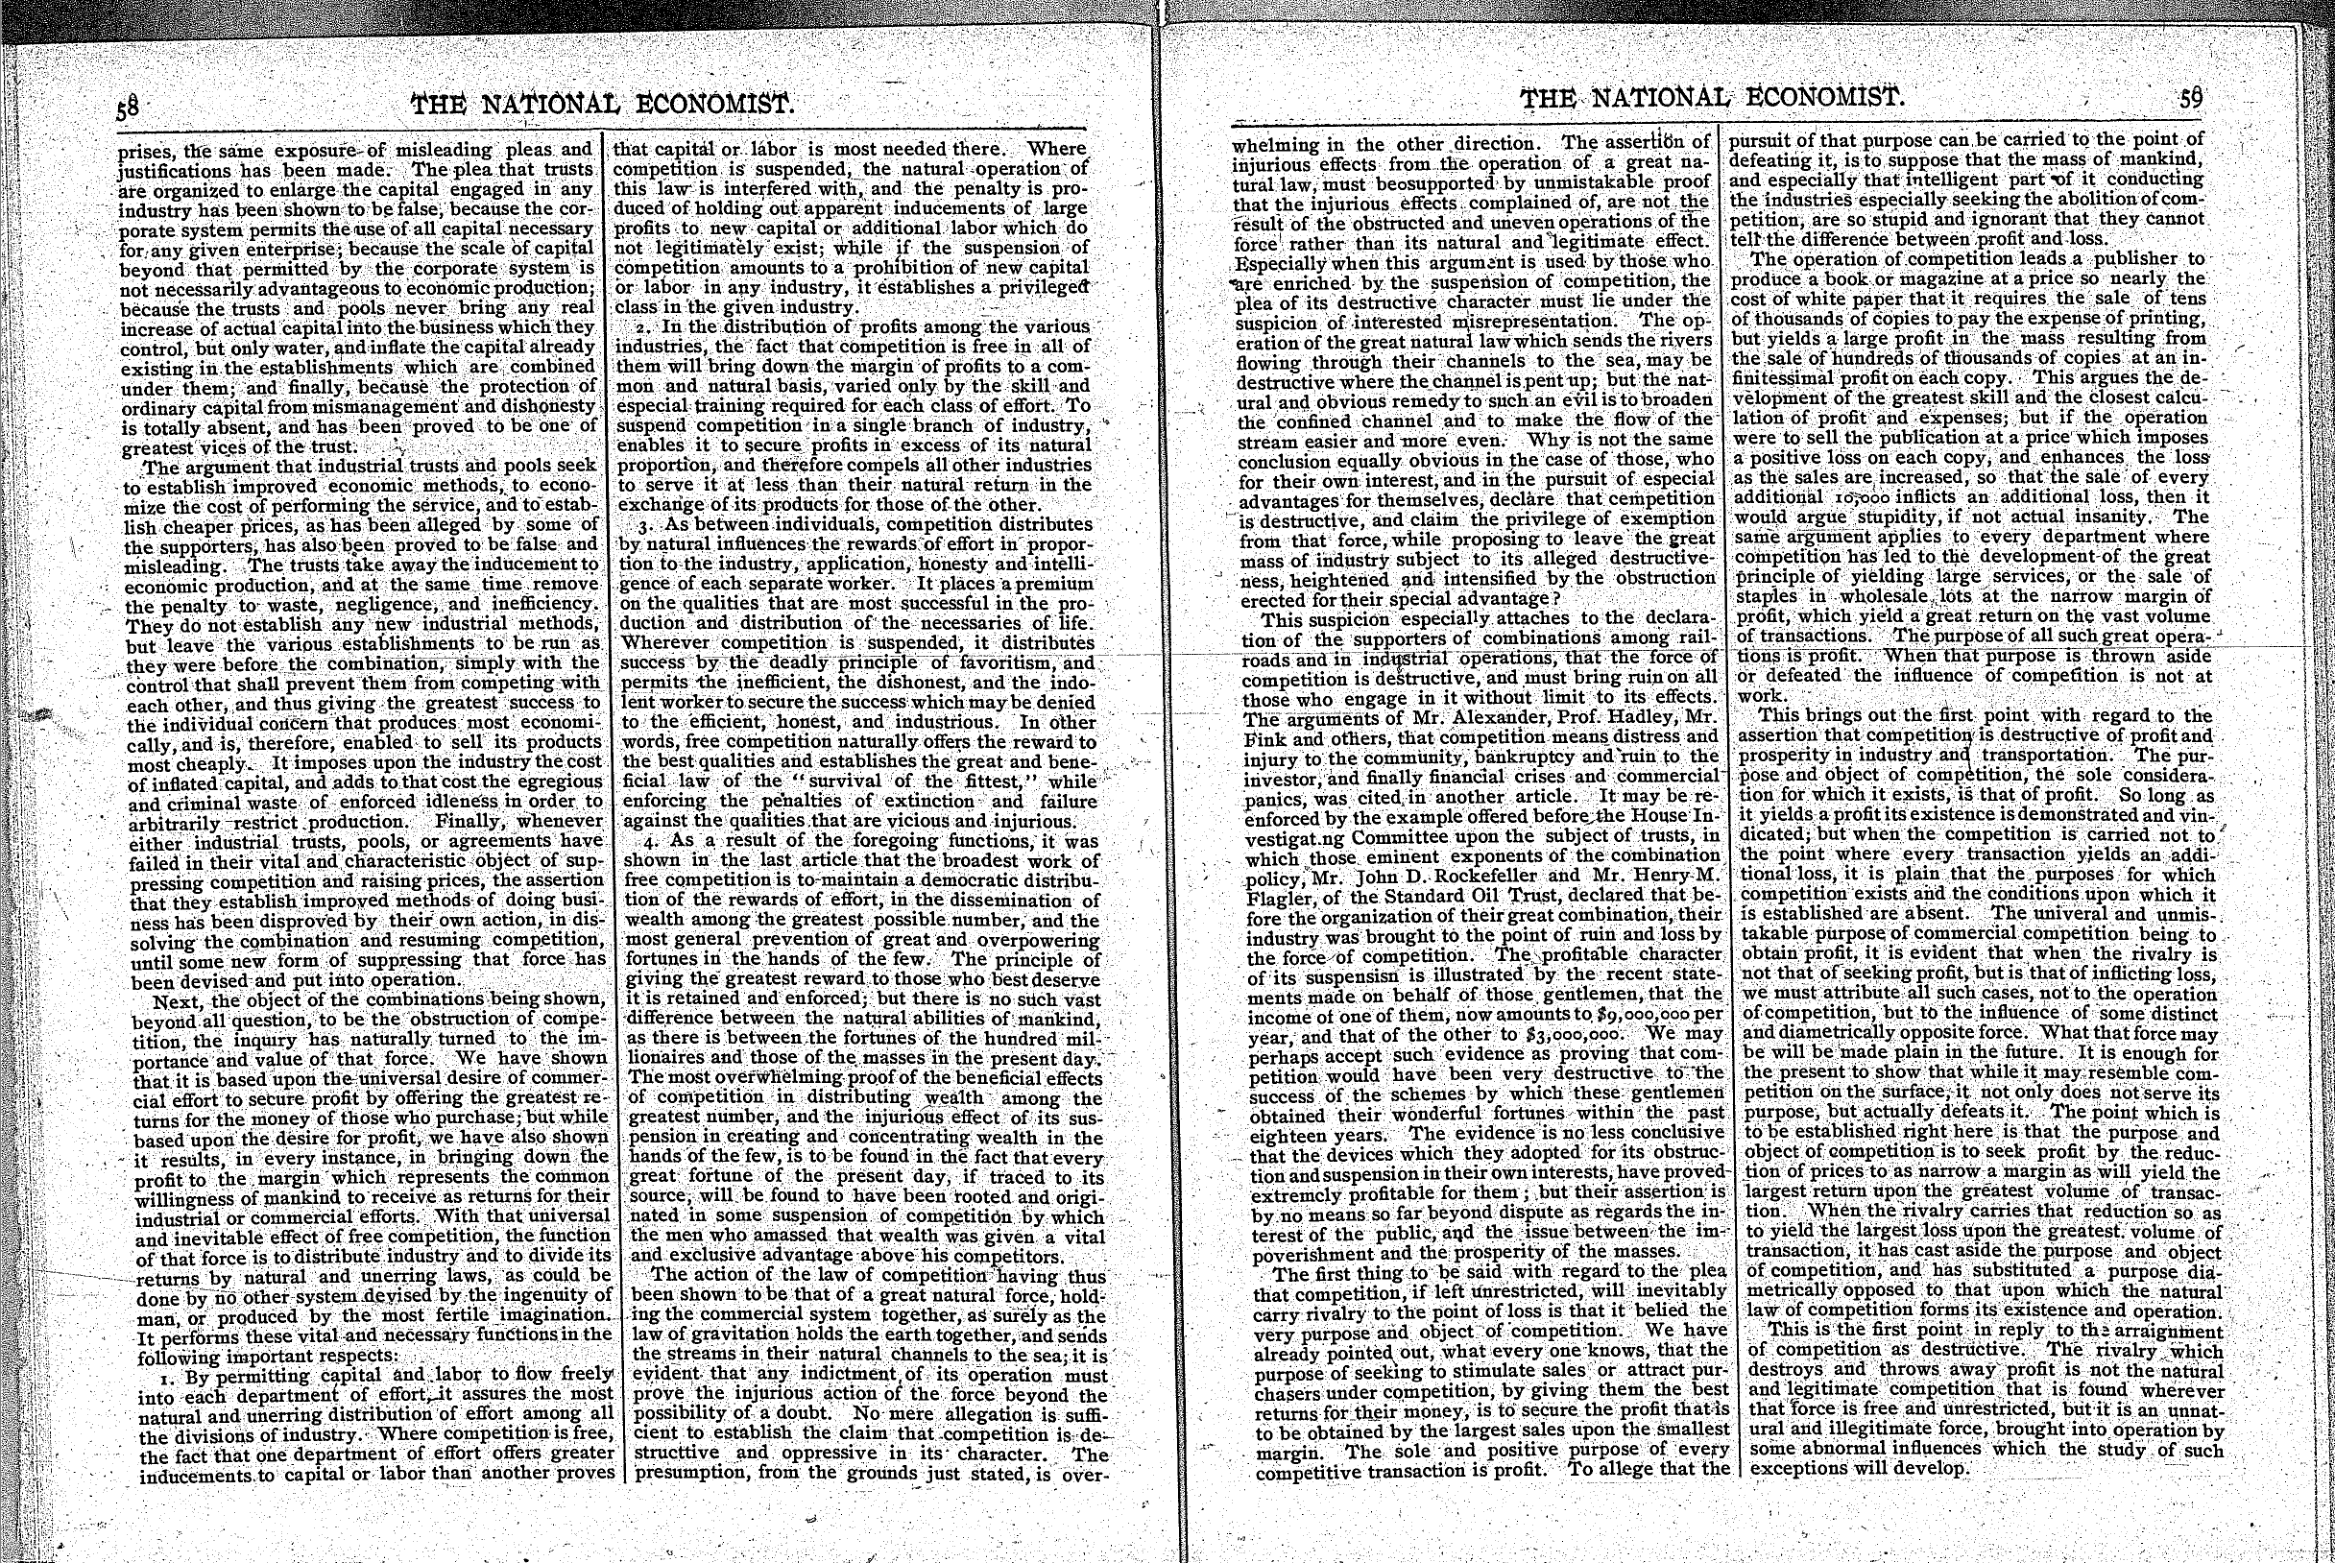 58
THE NATIONAL ECONOMIST.
prises, the same exposure of misleading pleas and
justifications has been made. The plea that trusts
are organized to enlarge the capital engaged in any
industry has been shown to be false, because the cor-
porate system permits the use of all capital necessary
for any given enterprise; because the scale of capital
beyond that permitted by the corporate system is
not necessarily advantageous to economic production;
because the trusts and pools never bring any real
increase of actual capital into the business which they
control, but only water, and inflate the capital already
existing in the establishments which are combined
under them; and finally, because the protection of
ordinary capital from mismanagement and dishonesty
is totally absent, and has been proved to be one of
greatest vices of the trust.
The argument that industrial trusts and pools seek
to establish improved economic methods, to econo-
mize the cost of performing the service, and to estab-
lish cheaper prices, as has been alleged by some of
the supporters, has also been proved to be false and
misleading. The trusts take away the inducement to
economic production, and at the same time remove
the penalty to waste, negligence, and inefficiency.
They do not establish any new industrial methods,
but leave the various establishments to be run as
they were before the combination, simply with the
control that shall prevent them from competing with
each other, and thus giving the greatest success to
the individual concern that produces most economi-
cally, and is, therefore, enabled to sell its products
most cheaply. It imposes upon the industry the cost
of inflated capital, and adds to that cost the egregious
and criminal waste of enforced idleness in order to
arbitrarily restrict production. Finally, whenever
either industrial trusts, pools, or agreements have
failed in their vital and characteristic object of sup-
pressing competition and raising prices, the assertion
that they establish improved methods of doing busi-
ness has been disproved by their own action, in dis-
solving the combination and resuming competition,
until some new form of suppressing that force has
been devised and put into operation.
Next, the object of the combinations being shown,
beyond all question, to be the obstruction of compe-
tition, the inquiry has naturally turned to the im-
portance and value of that force. We have shown
that it is based upon the universal desire of commer-
cial effort to secure profit by offering the greatest re-
turns for the money of those who purchase; but while
based upon the desire for profit, we have also shown
it results, in every instance, in bringing down the
profit to the margin which represents the common
willingness of mankind to receive as returns for their
industrial or commercial efforts. With that universal
and inevitable effect of free competition, the function
of that force is to distribute industry and to divide its
returns by natural and unerring laws, as could be
done by no other system devised by the ingenuity of
man, or produced by the most fertile imagination.
It performs these vital and necessary functions in the
following important respects:
1. By permitting capital and labor to flow freely
into each department of effort, it assures the most
natural and unerring distribution of effort among all
the divisions of industry. Where competition is free,
the fact that one department of effort offers greater
inducements to capital or labor than another proves
that capital or labor is most needed there. Where
competition is suspended, the natural operation of
this law is interfered with, and the penalty is pro-
duced of holding out apparent inducements of large
profits to new capital or additional labor which do
not legitimately exist; while if the suspension of
competition amounts to a prohibition of new capital
or labor in any industry, it establishes a privileged
class in the given industry.
2. In the distribution of profits among the various
industries, the fact that competition is free in all of
them will bring down the margin of profits to a com-
mon and natural basis, varied only by the skill and
especial training required for each class of effort. To
suspend competition in a single branch of industry,
enables it to secure profits in excess of its natural
proportion, and therefore compels all other industries
to serve it at less than their natural return in the
exchange of its products for those of the other.
3. As between individuals, competition distributes
by natural influences the rewards of effort in propor-
tion to the industry, application, honesty and intelli-
gence of each separate worker. It places a premium
on the qualities that are most successful in the pro-
duction and distribution of the necessaries of life.
Wherever competition is suspended, it distributes
success by the deadly principle of favoritism, and
permits the inefficient, the dishonest, and the indo-
lent worker to secure the success which may be denied
to the efficient, honest, and industrious. In other
words, free competition naturally offers the reward to
the best qualities and establishes the great and bene-
ficial law of the "survival of the fittest," while
enforcing the penalties of extinction and failure
against the qualities that are vicious and injurious.
4. As a result of the foregoing functions, it was
shown in the last article that the broadest work of
free competition is to maintain a democratic distribu-
tion of the rewards of effort, in the dissemination of
wealth among the greatest possible number, and the
most general prevention of great and overpowering
fortunes in the hands of the few. The principle of
giving the greatest reward to those who best deserve
it is retained and enforced; but there is no such vast
difference between the natural abilities of mankind,
as there is between the fortunes of the hundred mil-
lionaires and those of the masses in the present day.
The most overwhelming proof of the beneficial effects
of competition in distributing wealth among the
greatest number, and the injurious effect of its sus-
pension in creating and concentrating wealth in the
hands of the few, is to be found in the fact that every
great fortune of the present day, if traced to its
source, will be found to have been rooted and origi-
nated in some suspension of competition by which
the men who amassed that wealth was given a vital
and exclusive advantage above his competitors.
The action of the law of competition having thus
been shown to be that of a great natural force, hold-
ing the commercial system together, as surely as the
law of gravitation holds the earth together, and sends
the streams in their natural channels to the sea; it is
evident that any indictment of its operation must
prove the injurious action of the force beyond the
possibility of a doubt. No mere allegation is suffi-
cient to establish the claim that competition is de-
structtive and oppressive in its character. The
presumption, from the grounds just stated, is over-
THE NATIONAL ECONOMIST.
59
whelming in the other direction. The assertion of
injurious effects from the operation of a great na-
tural law, must beosupported by unmistakable proof
that the injurious effects complained of, are not the
result of the obstructed and uneven operations of the
force rather than its natural and legitimate effect.
Especially when this argument is used by those who
are enriched by the suspension of competition, the
plea of its destructive character must lie under the
suspicion of interested misrepresentation. The op-
eration of the great natural law which sends the rivers
flowing through their channels to the sea, may be
destructive where the channel is pent up; but the nat-
ural and obvious remedy to such an evil is to broaden
the confined channel and to make the flow of the
stream easier and more even. Why is not the same
conclusion equally obvious in the case of those, who
for their own interest, and in the pursuit of especial
advantages for themselves, declare that cempetition
is destructive, and claim the privilege of exemption
from that force, while proposing to leave the great
mass of industry subject to its alleged destructive-
ness, heightened and intensified by the obstruction
erected for their special advantage?
This suspicion especially attaches to the declara-
tion of the supporters of combinations among rail-
roads and in industrial operations, that the force of
competition is destructive, and must bring ruin on all
those who engage in it without limit to its effects.
The arguments of Mr. Alexander, Prof. Hadley, Mr.
Fink and others, that competition means distress and
injury to the community, bankruptcy and ruin to the
investor, and finally financial crises and commercial
panics, was cited in another article. It may be re-
enforced by the example offered before the House In-
vestigat.ng Committee upon the subject of trusts, in
which those eminent exponents of the combination
policy, Mr. John D. Rockefeller and Mr. Henry M.
Flagler, of the Standard Oil Trust, declared that be-
fore the organization of their great combination, their
industry was brought to the point of ruin and loss by
the force of competition. The profitable character
of its suspensisn is illustrated by the recent state-
ments made on behalf of those gentlemen, that the
income of one of them, now amounts to $9,000,000 per
year, and that of the other to $3,000,000. We may
perhaps accept such evidence as proving that com-
petition would have been very destructive to the
success of the schemes by which these gentlemen
obtained their wonderful fortunes within the past
eighteen years. The evidence is no less conclusive
that the devices which they adopted for its obstruc-
tion and suspension in their own interests, have proved
extremely profitable for them; but their assertion is
by no means so far beyond dispute as regards the in-
terest of the public, and the issue between the im-
poverishment and the prosperity of the masses.
The first thing to be said with regard to the plea
that competition, if left unrestricted, will inevitably
carry rivalry to the point of loss is that it belied the
very purpose and object of competition. We have
already pointed out, what every one knows, that the
purpose of seeking to stimulate sales or attract pur-
chasers under competition, by giving them the best
returns for their money, is to secure the profit that is
to be obtained by the largest sales upon the smallest
margin. The sole and positive purpose of every
competitive transaction is profit. To allege that the
pursuit of that purpose can be carried to the point of
defeating it, is to suppose that the mass of mankind,
and especially that intelligent part of it conducting
the industries especially seeking the abolition of com-
petition, are so stupid and ignorant that they cannot
tell the difference between profit and loss.
The operation of competition leads a publisher to
produce a book or magazine at a price so nearly the
cost of white paper that it requires the sale of tens
of thousands of copies to pay the expense of printing,
but yields a large profit in the mass resulting from
the sale of hundreds of thousands of copies at an in-
finitessimal profit on each copy. This argues the de-
velopment of the greatest skill and the closest calcu-
lation of profit and expenses; but if the operation
were to sell the publication at a price which imposes
a positive loss on each copy, and enhances the loss
as the sales are increased, so that the sale of every
additional 10,000 inflicts an additional loss, then it
would argue stupidity, if not actual insanity. The
same argument applies to every department where
competition has led to the development of the great
principle of yielding large services, or the sale of
staples in wholesale lots at the narrow margin of
profit, which yield a great return on the vast volume
of transactions. The purpose of all such great opera-
tions is profit. When that purpose is thrown aside
or defeated the influence of competition is not at
work.
This brings out the first point with regard to the
assertion that competition is destructive of profit and
prosperity in industry and transportation. The pur-
pose and object of competition, the sole considera-
tion for which it exists, is that of profit. So long as
it yields a profit its existence is demonstrated and vin-
dicated; but when the competition is carried not to
the point where every transaction yields an addi-
tional loss, it is plain that the purposes for which
competition exists and the conditions upon which it
is established are absent. The univeral and unmis-
takable purpose of commercial competition being to
obtain profit, it is evident that when the rivalry is
not that of seeking profit, but is that of inflicting loss,
we must attribute all such cases, not to the operation
of competition, but to the influence of some distinct
and diametrically opposite force. What that force may
be will be made plain in the future. It is enough for
the present to show that while it may resemble com-
petition on the surface, it not only does not serve its
purpose, but actually defeats it. The point which is
to be established right here is that the purpose and
object of competition is to seek profit by the reduc-
tion of prices to as narrow a margin as will yield the
largest return upon the greatest volume of transac-
tion. When the rivalry carries that reduction so as
to yield the largest loss upon the greatest volume of
transaction, it has cast aside the purpose and object
of competition, and has substituted a purpose dia-
metrically opposed to that upon which the natural
law of competition forms its existence and operation.
This is the first point in reply to the arraignment
of competition as destructive. The rivalry which
destroys and throws away profit is not the natural
and legitimate competition that is found wherever
that force is free and unrestricted, but it is an unnat-
ural and illegitimate force, brought into operation by
some abnormal influences which the study of such
exceptions will develop.